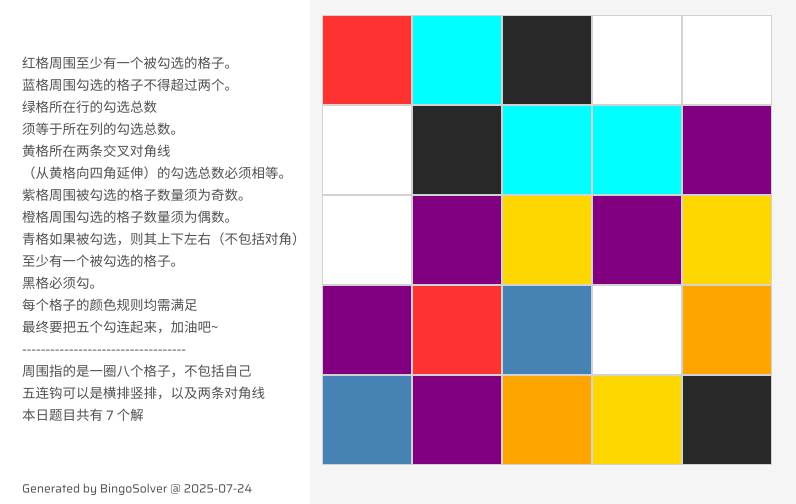 红格周围至少有一个被勾选的格子。
蓝格周围勾选的格子不得超过两个。
绿格所在行的勾选总数
须等于所在列的勾选总数。
黄格所在两条交叉对角线
（从黄格向四角延伸）的勾选总数必须相等。
紫格周围被勾选的格子数量须为奇数。
橙格周围勾选的格子数量须为偶数。
青格如果被勾选，则其上下左右（不包括对角）
至少有一个被勾选的格子。
黑格必须勾。
每个格子的颜色规则均需满足
最终要把五个勾连起来，加油吧~
-----------------------------------
周围指的是一圈八个格子，不包括自己
五连钩可以是横排竖排，以及两条对角线
本日题目共有 7 个解
Generated by BingoSolver @ 2025-07-24